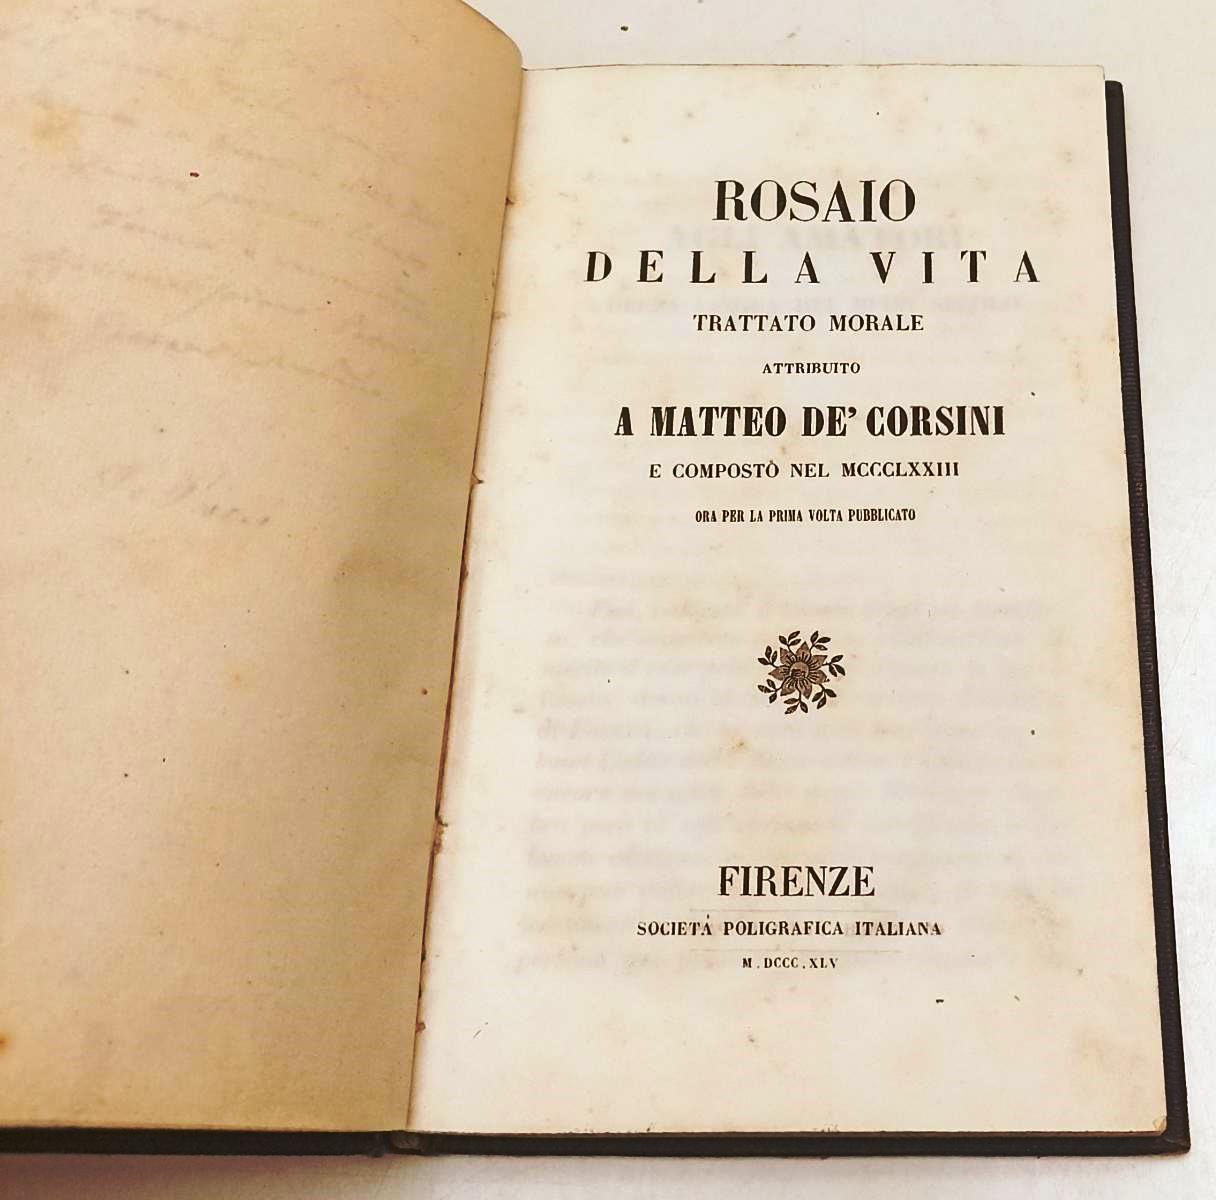 ROSAIO
DELLA VITA
TRATTATO MORALE
ATTRIBUITO
A MATTEO DE' CORSINI
E COMPOSTO NEL MCCCLXXIII
ORA PER LA PRIMA VOLTA PUBBLICATO
FIRENZE
SOCIETÀ POLIGRAFICA ITALIANA
M . DCCC . XLV